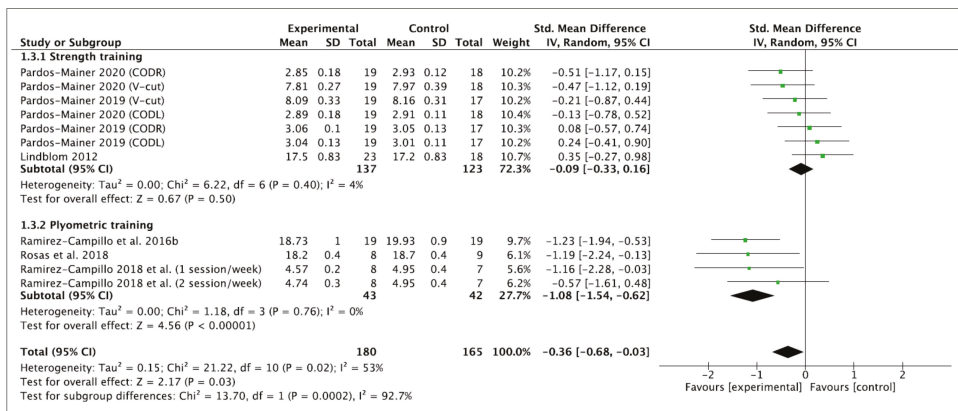 Experimental Control Std. Mean Difference Std. Mean Difference
Study or Subgroup Mean SD Total Mean SD Total Weight IV, Random, 95% CI IV, Random, 95% CI
1.3.1 Strength training
Pardos-Mainer 2020 (CODR) 2.85 0.18 19 2.93 0.12 18 10.2% -0.51 [-1.17, 0.15]
Pardos-Mainer 2020 (V-cut) 7.81 0.27 19 7.97 0.39 18 10.3% -0.47 [-1.12, 0.19]
Pardos-Mainer 2019 (V-cut) 8.09 0.33 19 8.16 0.31 17 10.2% -0.21 [-0.87, 0.44]
Pardos-Mainer 2020 (CODL) 2.89 0.18 19 2.91 0.11 18 10.4% -0.13 [-0.78, 0.52]
Pardos-Mainer 2019 (CODR) 3.06 0.1 19 3.05 0.13 17 10.3% 0.08 [-0.57, 0.74]
Pardos-Mainer 2019 (CODL) 3.04 0.13 19 3.01 0.11 17 10.2% 0.24 [-0.41, 0.90]
Lindblom 2012 17.5 0.83 23 17.2 0.83 18 10.7% 0.35 [-0.27, 0.98]
Subtotal (95% CI) 137 123 72.3% -0.09 [-0.33, 0.16]
Heterogeneity: Tau² = 0.00; Chi² = 6.22, df = 6 (P = 0.40); I² = 4%
Test for overall effect: Z = 0.67 (P = 0.50)
1.3.2 Plyometric training
Ramirez-Campillo et al. 2016b 18.73 1 19 19.93 0.9 19 9.7% -1.23 [-1.94, -0.53]
Rosas et al. 2018 18.2 0.4 8 18.7 0.4 9 6.1% -1.19 [-2.24, -0.13]
Ramirez-Campillo 2018 et al. (1 session/week) 4.57 0.2 8 4.95 0.4 7 5.6% -1.16 [-2.28, -0.03]
Ramirez-Campillo 2018 et al. (2 session/week) 4.74 0.3 8 4.95 0.4 7 6.2% -0.57 [-1.61, 0.48]
Subtotal (95% CI) 43 42 27.7% -1.08 [-1.54, -0.62]
Heterogeneity: Tau² = 0.00; Chi² = 1.18, df = 3 (P = 0.76); I² = 0%
Test for overall effect: Z = 4.56 (P < 0.00001)
Total (95% CI) 180 165 100.0% -0.36 [-0.68, -0.03]
Heterogeneity: Tau² = 0.15; Chi² = 21.22, df = 10 (P = 0.02); I² = 53%
Test for overall effect: Z = 2.17 (P = 0.03)
Test for subgroup differences: Chi² = 13.70, df = 1 (P = 0.0002), I² = 92.7%
-2 -1 0 1 2
Favours [experimental] Favours [control]